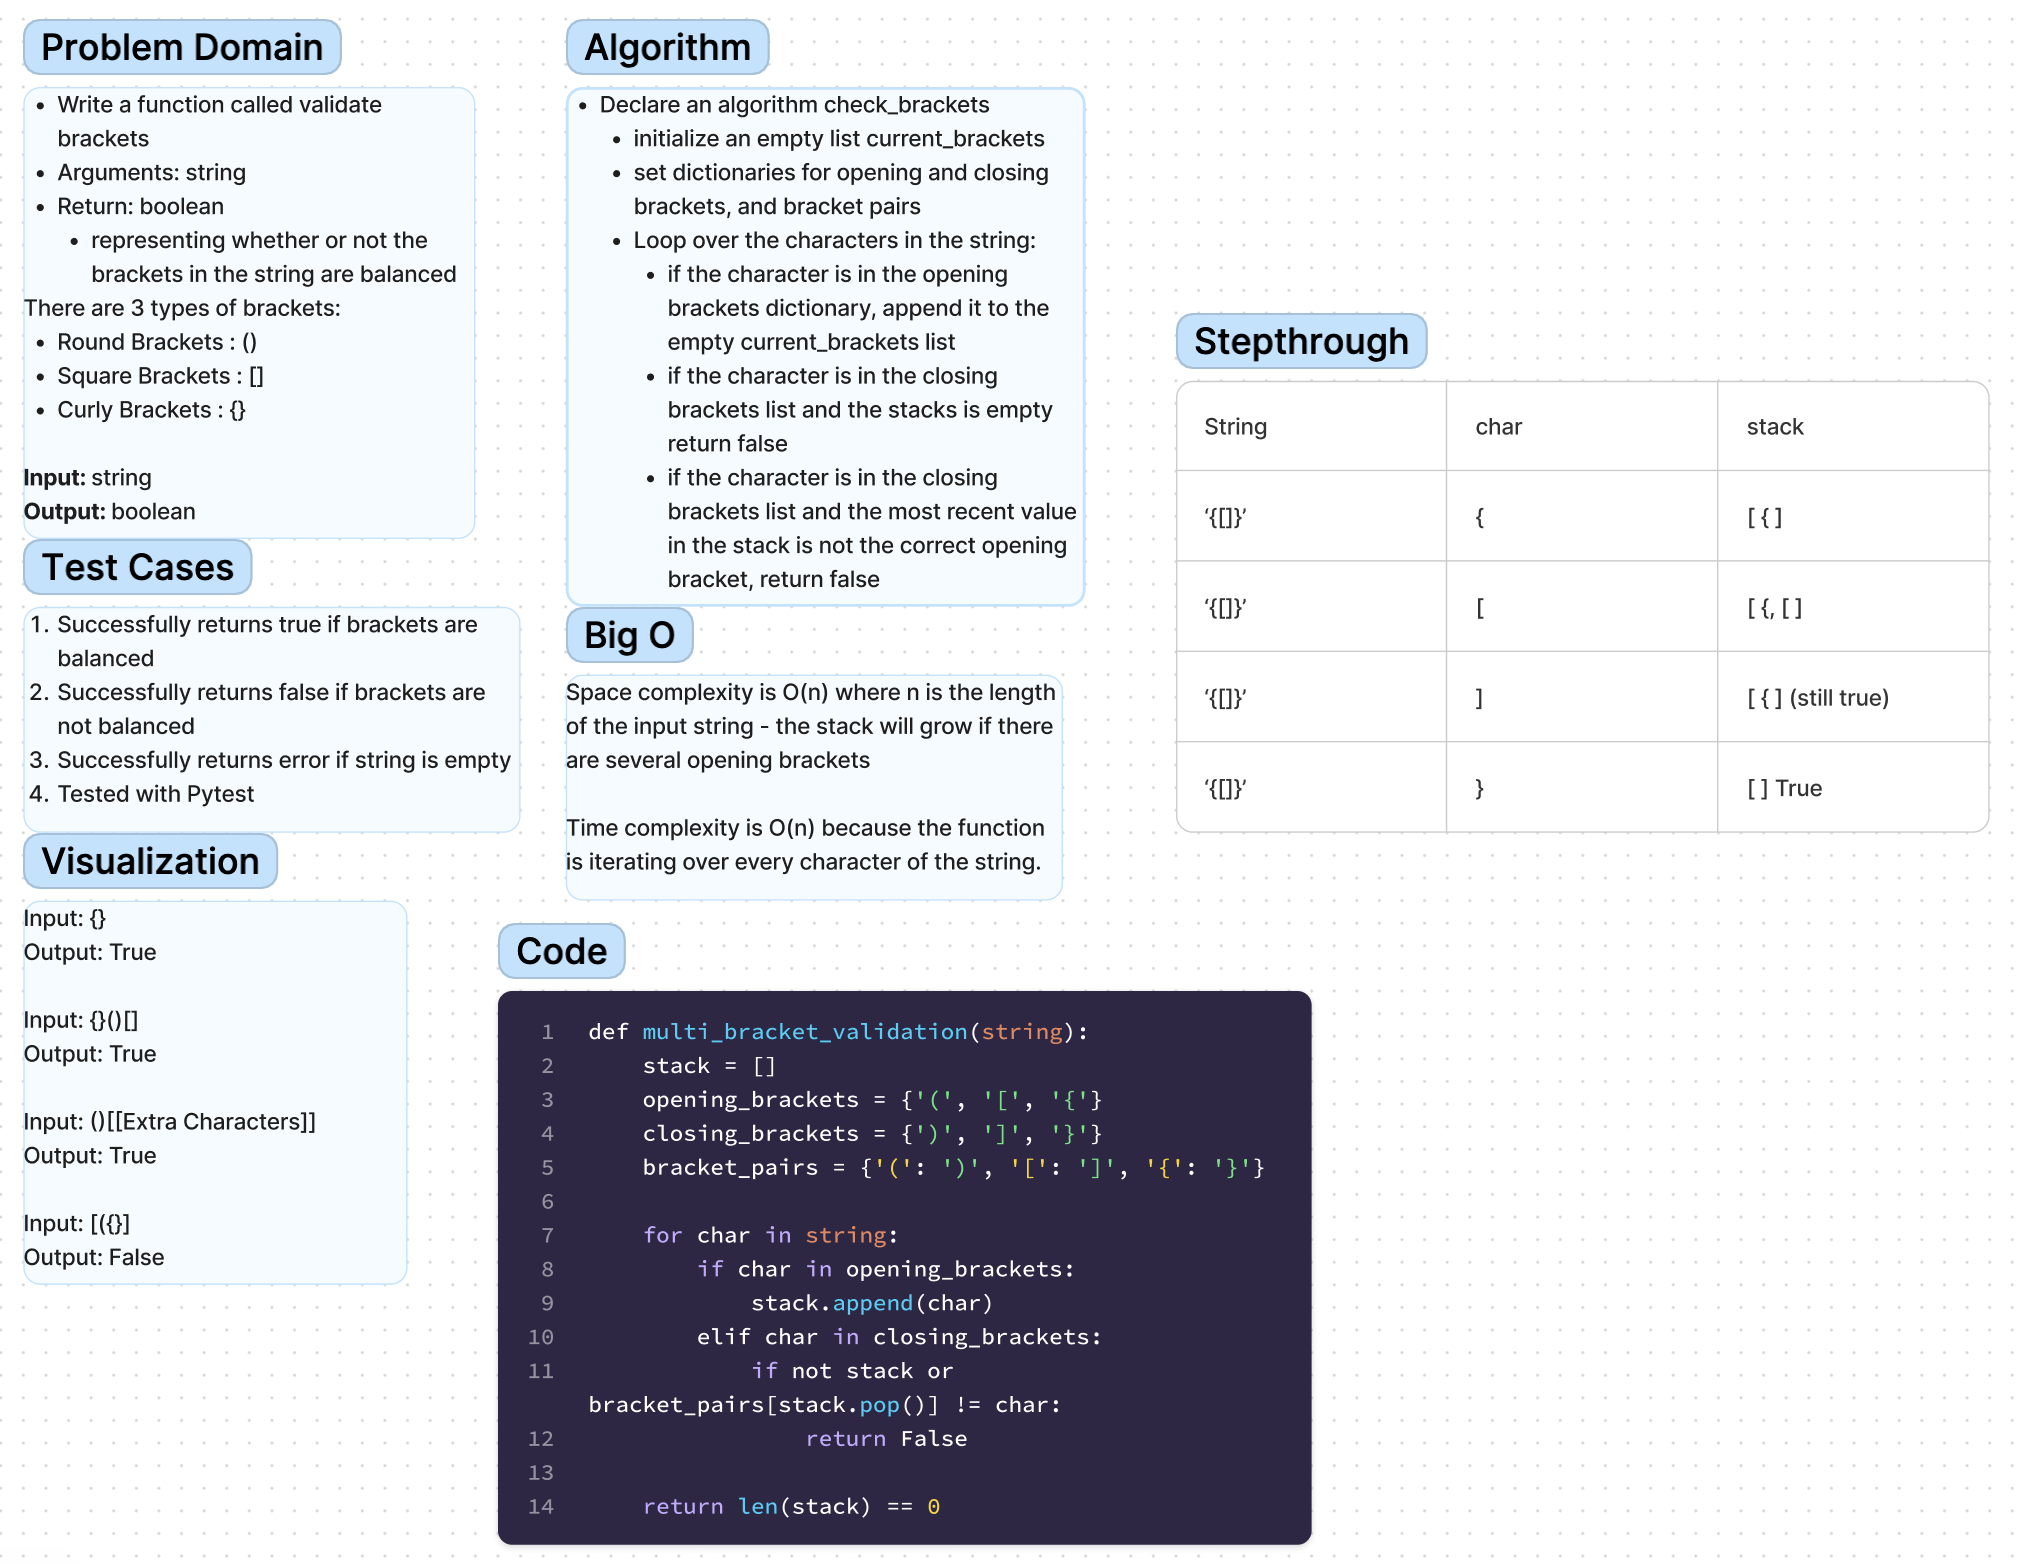 Problem Domain
• Write a function called validate
brackets
• Arguments: string
• Return: boolean
• representing whether or not the
brackets in the string are balanced
There are 3 types of brackets:
• Round Brackets : ()
• Square Brackets : []
• Curly Brackets : {}
Input: string
Output: boolean
Test Cases
1. Successfully returns true if brackets are
balanced
2. Successfully returns false if brackets are
not balanced
3. Successfully returns error if string is empty
4. Tested with Pytest
Visualization
Input: {}
Output: True
Input: {}()[]
Output: True
Input: ()[[Extra Characters]]
Output: True
Input: [({}]
Output: False
Algorithm
• Declare an algorithm check_brackets
• initialize an empty list current_brackets
• set dictionaries for opening and closing
brackets, and bracket pairs
• Loop over the characters in the string:
• if the character is in the opening
brackets dictionary, append it to the
empty current_brackets list
• if the character is in the closing
brackets list and the stacks is empty
return false
• if the character is in the closing
brackets list and the most recent value
in the stack is not the correct opening
bracket, return false
Big O
Space complexity is O(n) where n is the length
of the input string - the stack will grow if there
are several opening brackets
Time complexity is O(n) because the function
is iterating over every character of the string.
Stepthrough
String char stack
‘{[]}’ { [ { ]
‘{[]}’ [ [ {, [ ]
‘{[]}’ ] [ { ] (still true)
‘{[]}’ } [ ] True
Code
1 def multi_bracket_validation(string):
2     stack = []
3     opening_brackets = {'(', '[', '{'}
4     closing_brackets = {')', ']', '}'}
5     bracket_pairs = {'(': ')', '[': ']', '{': '}'}
6
7     for char in string:
8         if char in opening_brackets:
9             stack.append(char)
10         elif char in closing_brackets:
11             if not stack or
bracket_pairs[stack.pop()] != char:
12                 return False
13
14     return len(stack) == 0